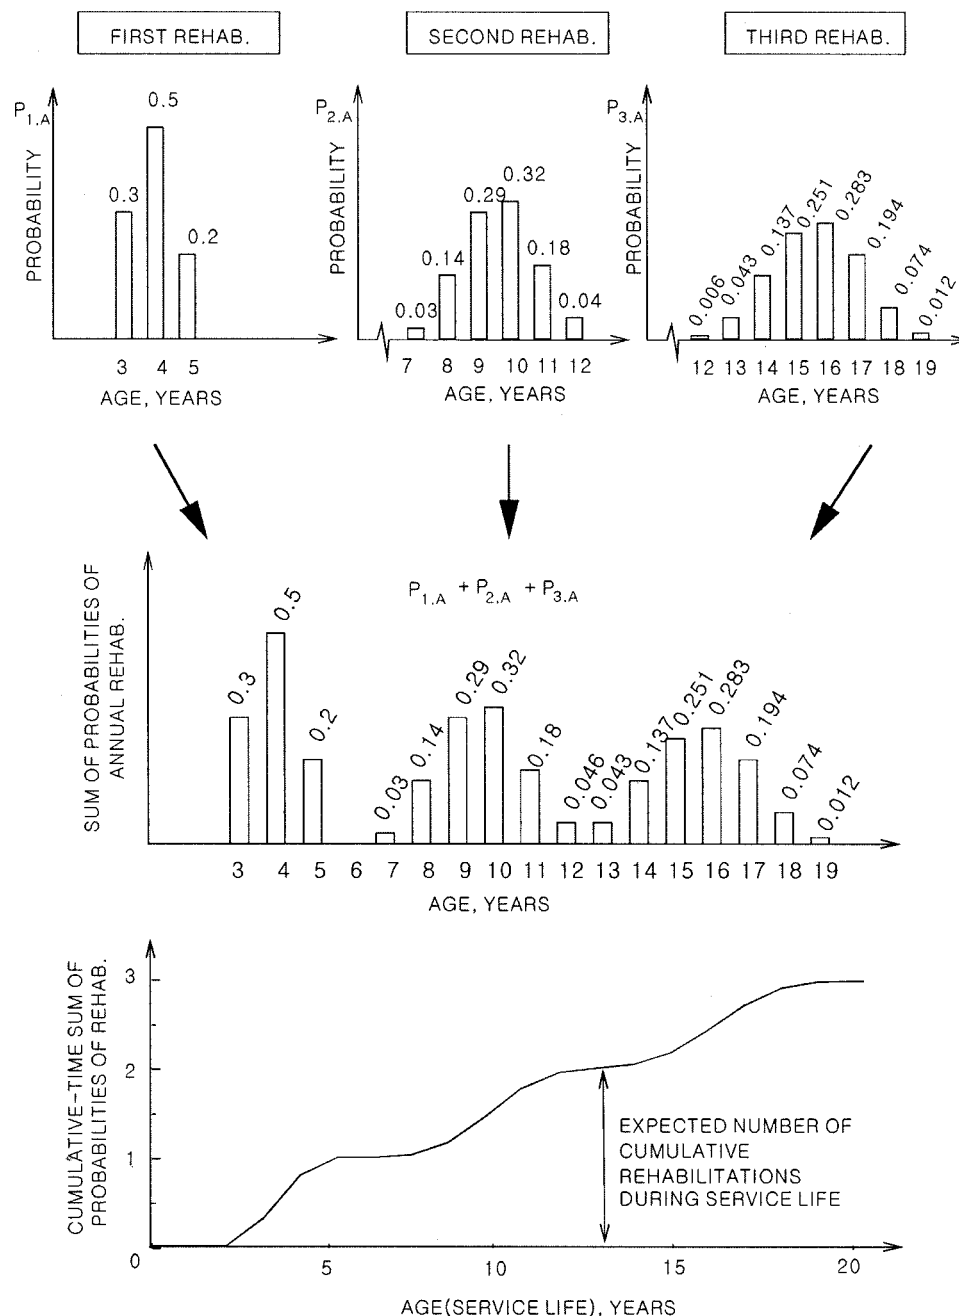 FIRST REHAB.
SECOND REHAB.
THIRD REHAB.
P1.A
PROBABILITY
0.3
0.5
0.2
3 4 5
AGE, YEARS
P2.A
PROBABILITY
0.03
0.14
0.29
0.32
0.18
0.04
7 8 9 10 11 12
AGE, YEARS
P3.A
PROBABILITY
0.006
0.043
0.137
0.251
0.283
0.194
0.074
0.012
12 13 14 15 16 17 18 19
AGE, YEARS
SUM OF PROBABILITIES OF
ANNUAL REHAB.
P1.A + P2.A + P3.A
0.3
0.5
0.2
0.03
0.14
0.29
0.32
0.18
0.046
0.043
0.137
0.251
0.283
0.194
0.074
0.012
3 4 5 6 7 8 9 10 11 12 13 14 15 16 17 18 19
AGE, YEARS
CUMULATIVE-TIME SUM OF
PROBABILITIES OF REHAB.
3
2
1
0
EXPECTED NUMBER OF
CUMULATIVE
REHABILITATIONS
DURING SERVICE LIFE
5 10 15 20
AGE(SERVICE LIFE), YEARS